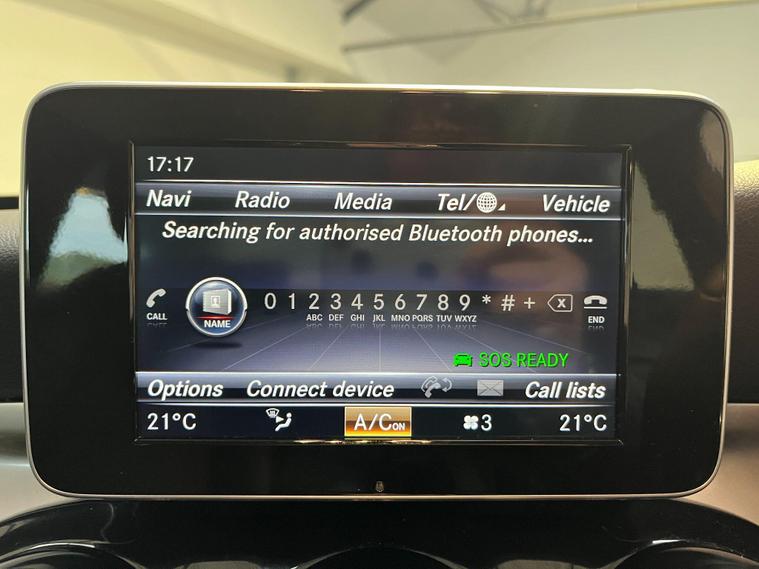 17:17
Navi Radio Media Tel/ Vehicle
Searching for authorised Bluetooth phones...
0 1 2 3 4 5 6 7 8 9 * # +
CALL NAME ABC DEF GHI JKL MNO PQRS TUV WXYZ END
SOS READY
Options Connect device Call lists
21°C A/C ON 3 21°C